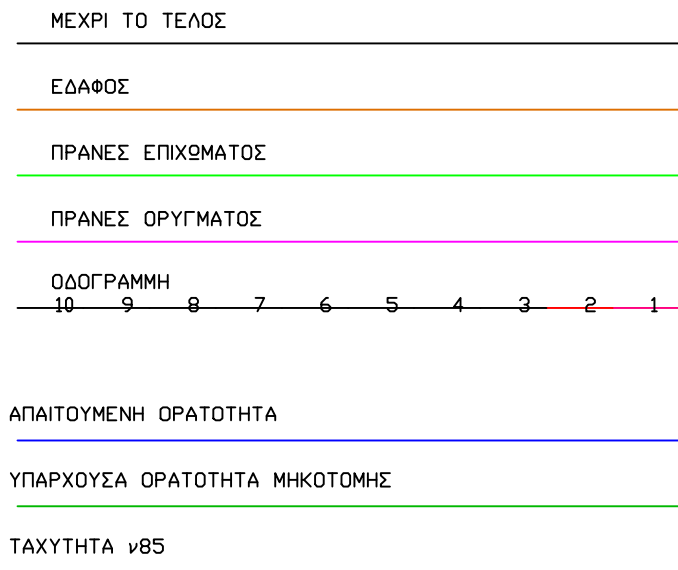 ΜΕΧΡΙ ΤΟ ΤΕΛΟΣ
ΕΔΑΦΟΣ
ΠΡΑΝΕΣ ΕΠΙΧΩΜΑΤΟΣ
ΠΡΑΝΕΣ ΟΡΥΓΜΑΤΟΣ
ΟΔΟΓΡΑΜΜΗ
10 9 8 7 6 5 4 3 2 1
ΑΠΑΙΤΟΥΜΕΝΗ ΟΡΑΤΟΤΗΤΑ
ΥΠΑΡΧΟΥΣΑ ΟΡΑΤΟΤΗΤΑ ΜΗΚΟΤΟΜΗΣ
ΤΑΧΥΤΗΤΑ ν85